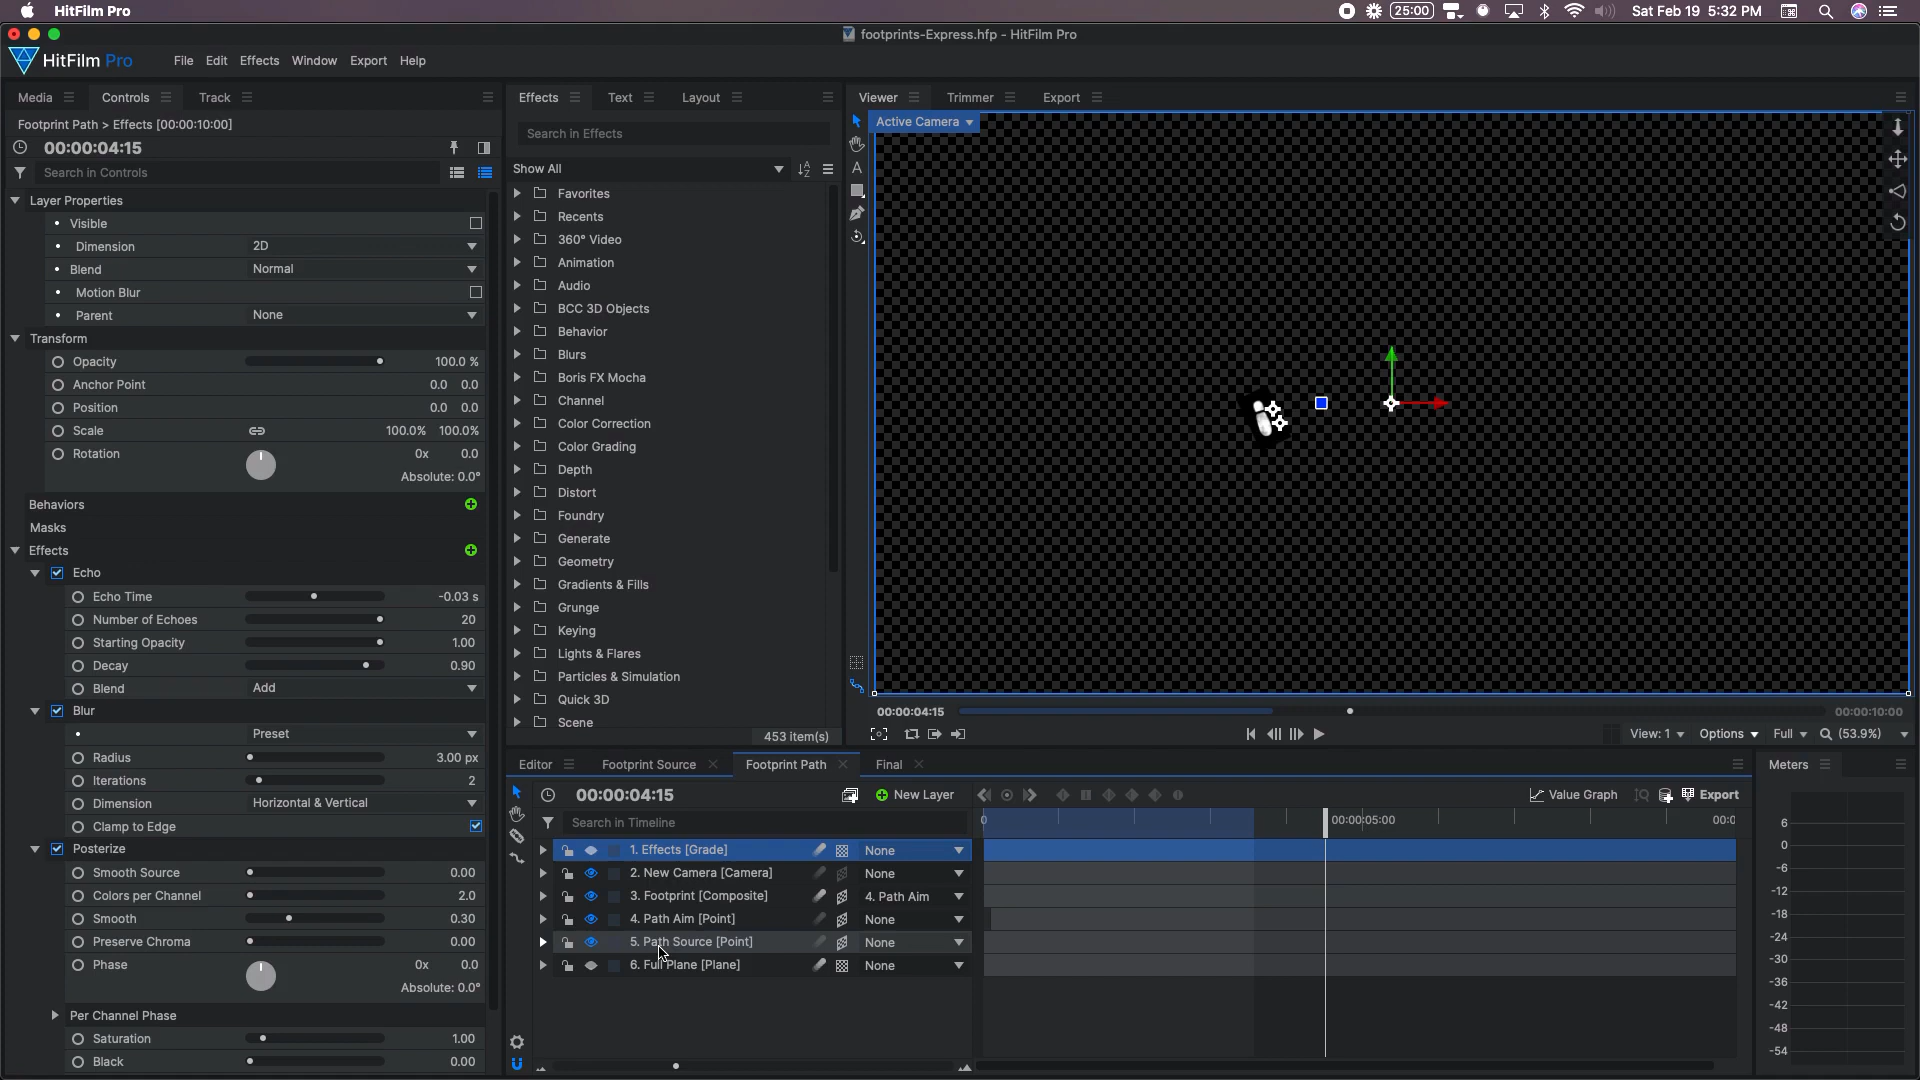 HitFilm Pro
25:00
Sat Feb 19 5:32 PM
footprints-Express.hfp - HitFilm Pro
HitFilm Pro
File Edit Effects Window Export Help
Media Controls Track
Footprint Path > Effects [00:00:10:00]
00:00:04:15
Search in Controls
Layer Properties
Visible
Dimension 2D
Blend Normal
Motion Blur
Parent None
Transform
Opacity 100.0 %
Anchor Point 0.0 0.0
Position 0.0 0.0
Scale 100.0% 100.0%
Rotation 0x 0.0
Absolute: 0.0°
Behaviors
Masks
Effects
Echo
Echo Time -0.03 s
Number of Echoes 20
Starting Opacity 1.00
Decay 0.90
Blend Add
Blur
Preset
Radius 3.00 px
Iterations 2
Dimension Horizontal & Vertical
Clamp to Edge
Posterize
Smooth Source 0.00
Colors per Channel 2.0
Smooth 0.30
Preserve Chroma 0.00
Phase 0x 0.0
Absolute: 0.0°
Per Channel Phase
Saturation 1.00
Black 0.00
Effects Text Layout
Search in Effects
Show All
Favorites
Recents
360° Video
Animation
Audio
BCC 3D Objects
Behavior
Blurs
Boris FX Mocha
Channel
Color Correction
Color Grading
Depth
Distort
Foundry
Generate
Geometry
Gradients & Fills
Grunge
Keying
Lights & Flares
Particles & Simulation
Quick 3D
Scene
453 item(s)
Viewer Trimmer Export
Active Camera
00:00:04:15
00:00:10:00
View: 1 Options Full (53.9%)
Editor Footprint Source Footprint Path Final
00:00:04:15 New Layer
Value Graph Export
Search in Timeline
0 00:00:05:00 00:0
1. Effects [Grade] None
2. New Camera [Camera] None
3. Footprint [Composite] 4. Path Aim
4. Path Aim [Point] None
5. Path Source [Point] None
6. Full Plane [Plane] None
Meters
6
0
-6
-12
-18
-24
-30
-36
-42
-48
-54